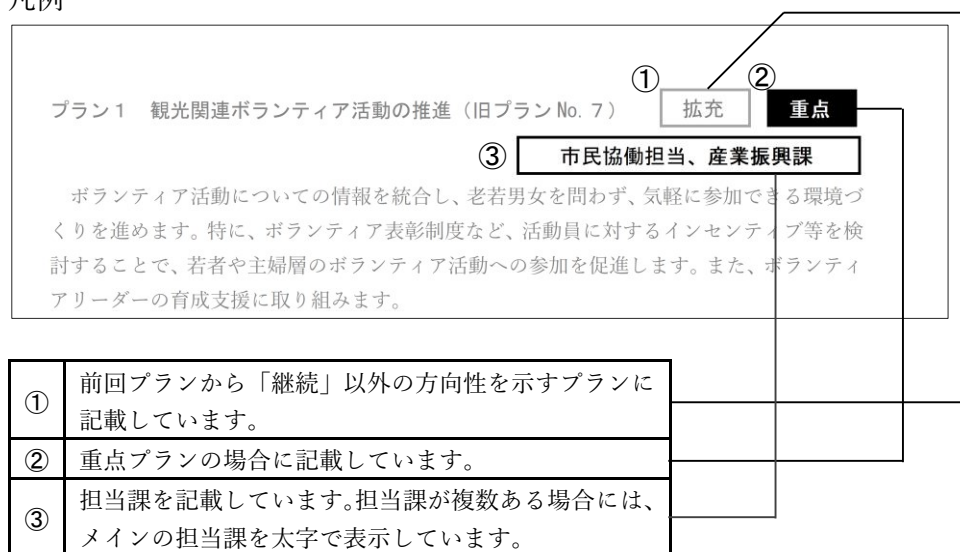 凡例
① ②
プラン1 観光関連ボランティア活動の推進（旧プランNo. 7） 拡充 重点
③ 市民協働担当、産業振興課
ボランティア活動についての情報を統合し、老若男女を問わず、気軽に参加できる環境づ
くりを進めます。特に、ボランティア表彰制度など、活動員に対するインセンティブ等を検
討することで、若者や主婦層のボランティア活動への参加を促進します。また、ボランティ
アリーダーの育成支援に取り組みます。
① 前回プランから「継続」以外の方向性を示すプランに
記載しています。
② 重点プランの場合に記載しています。
③ 担当課を記載しています。担当課が複数ある場合には、
メインの担当課を太字で表示しています。